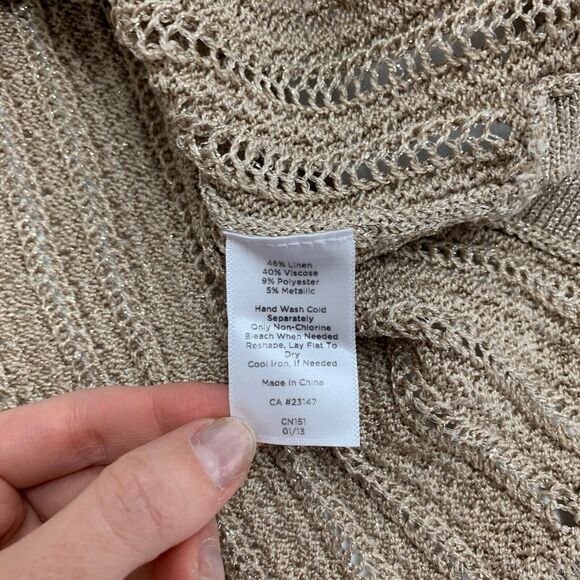 46% Linen
40% Viscose
9% Polyester
5% Metallic
Hand Wash Cold
Separately
Only Non-Chlorine
Bleach When Needed
Reshape, Lay Flat To
Dry
Cool Iron, If Needed
Made In China
CA #23147
CN151
01/13